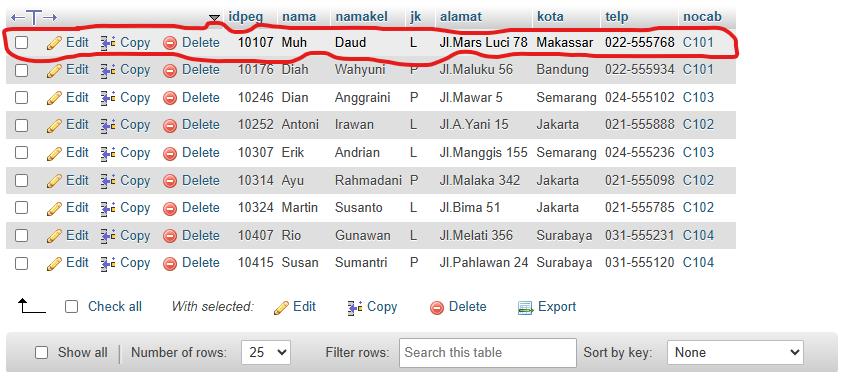 idpeg nama namakel jk alamat kota telp nocab
Edit Copy Delete 10107 Muh Daud L Jl.Mars Luci 78 Makassar 022-555768 C101
Edit Copy Delete 10176 Diah Wahyuni P Jl.Maluku 56 Bandung 022-555934 C101
Edit Copy Delete 10246 Dian Anggraini P Jl.Mawar 5 Semarang 024-555102 C103
Edit Copy Delete 10252 Antoni Irawan L Jl.A.Yani 15 Jakarta 021-555888 C102
Edit Copy Delete 10307 Erik Andrian L Jl.Manggis 155 Semarang 024-555236 C103
Edit Copy Delete 10314 Ayu Rahmadani P Jl.Malaka 342 Jakarta 021-555098 C102
Edit Copy Delete 10324 Martin Susanto L Jl.Bima 51 Jakarta 021-555785 C102
Edit Copy Delete 10407 Rio Gunawan L Jl.Melati 356 Surabaya 031-555231 C104
Edit Copy Delete 10415 Susan Sumantri P Jl.Pahlawan 24 Surabaya 031-555120 C104
Check all With selected: Edit Copy Delete Export
Show all Number of rows: 25 Filter rows: Search this table Sort by key: None